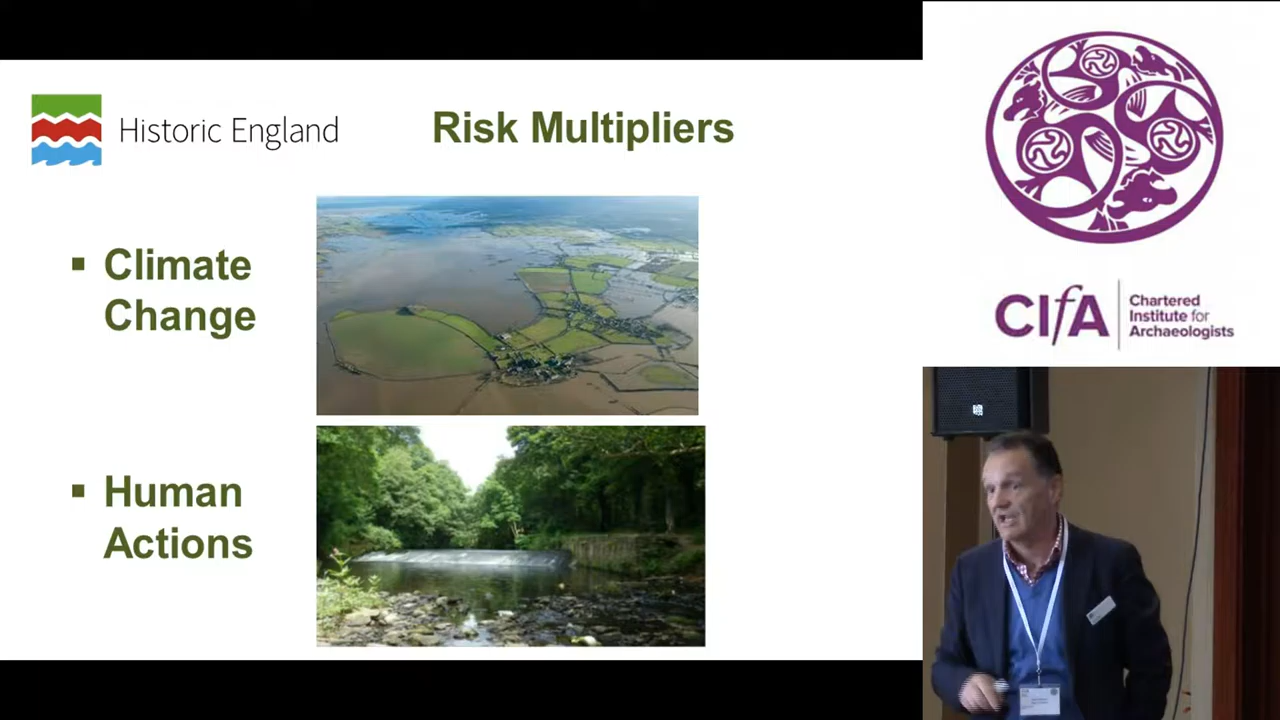 Historic England
Risk Multipliers
▪ Climate
Change
▪ Human
Actions
CIfA
Chartered
Institute for
Archaeologists